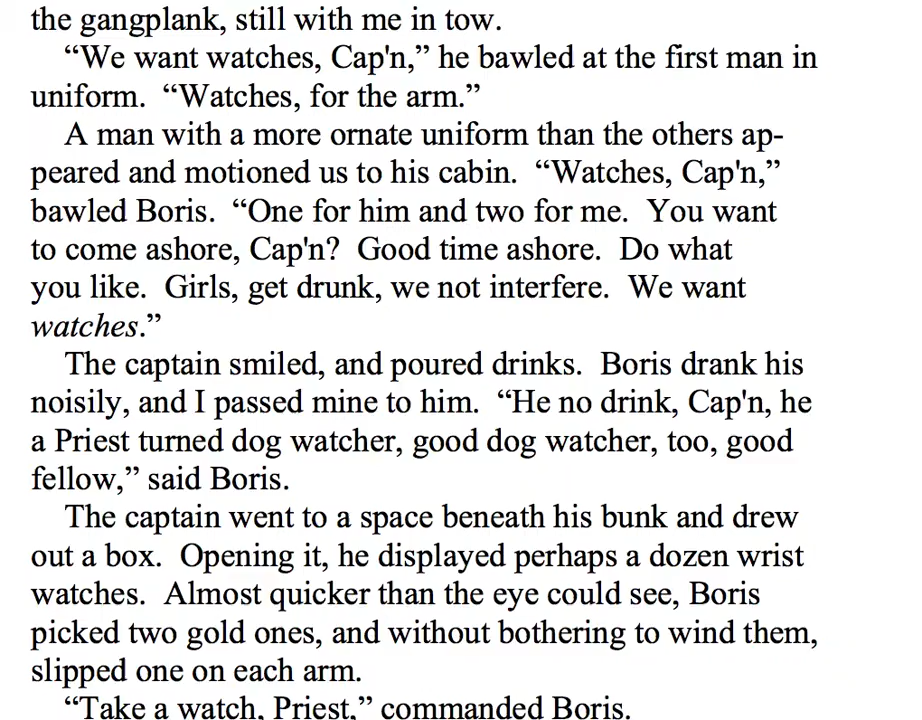 the gangplank, still with me in tow.
“We want watches, Cap'n,” he bawled at the first man in
uniform.  “Watches, for the arm.”
A man with a more ornate uniform than the others ap-
peared and motioned us to his cabin.  “Watches, Cap'n,”
bawled Boris.  “One for him and two for me.  You want
to come ashore, Cap'n?  Good time ashore.  Do what
you like.  Girls, get drunk, we not interfere.  We want
watches.”
The captain smiled, and poured drinks.  Boris drank his
noisily, and I passed mine to him.  “He no drink, Cap'n, he
a Priest turned dog watcher, good dog watcher, too, good
fellow,” said Boris.
The captain went to a space beneath his bunk and drew
out a box.  Opening it, he displayed perhaps a dozen wrist
watches.  Almost quicker than the eye could see, Boris
picked two gold ones, and without bothering to wind them,
slipped one on each arm.
“Take a watch, Priest,” commanded Boris.